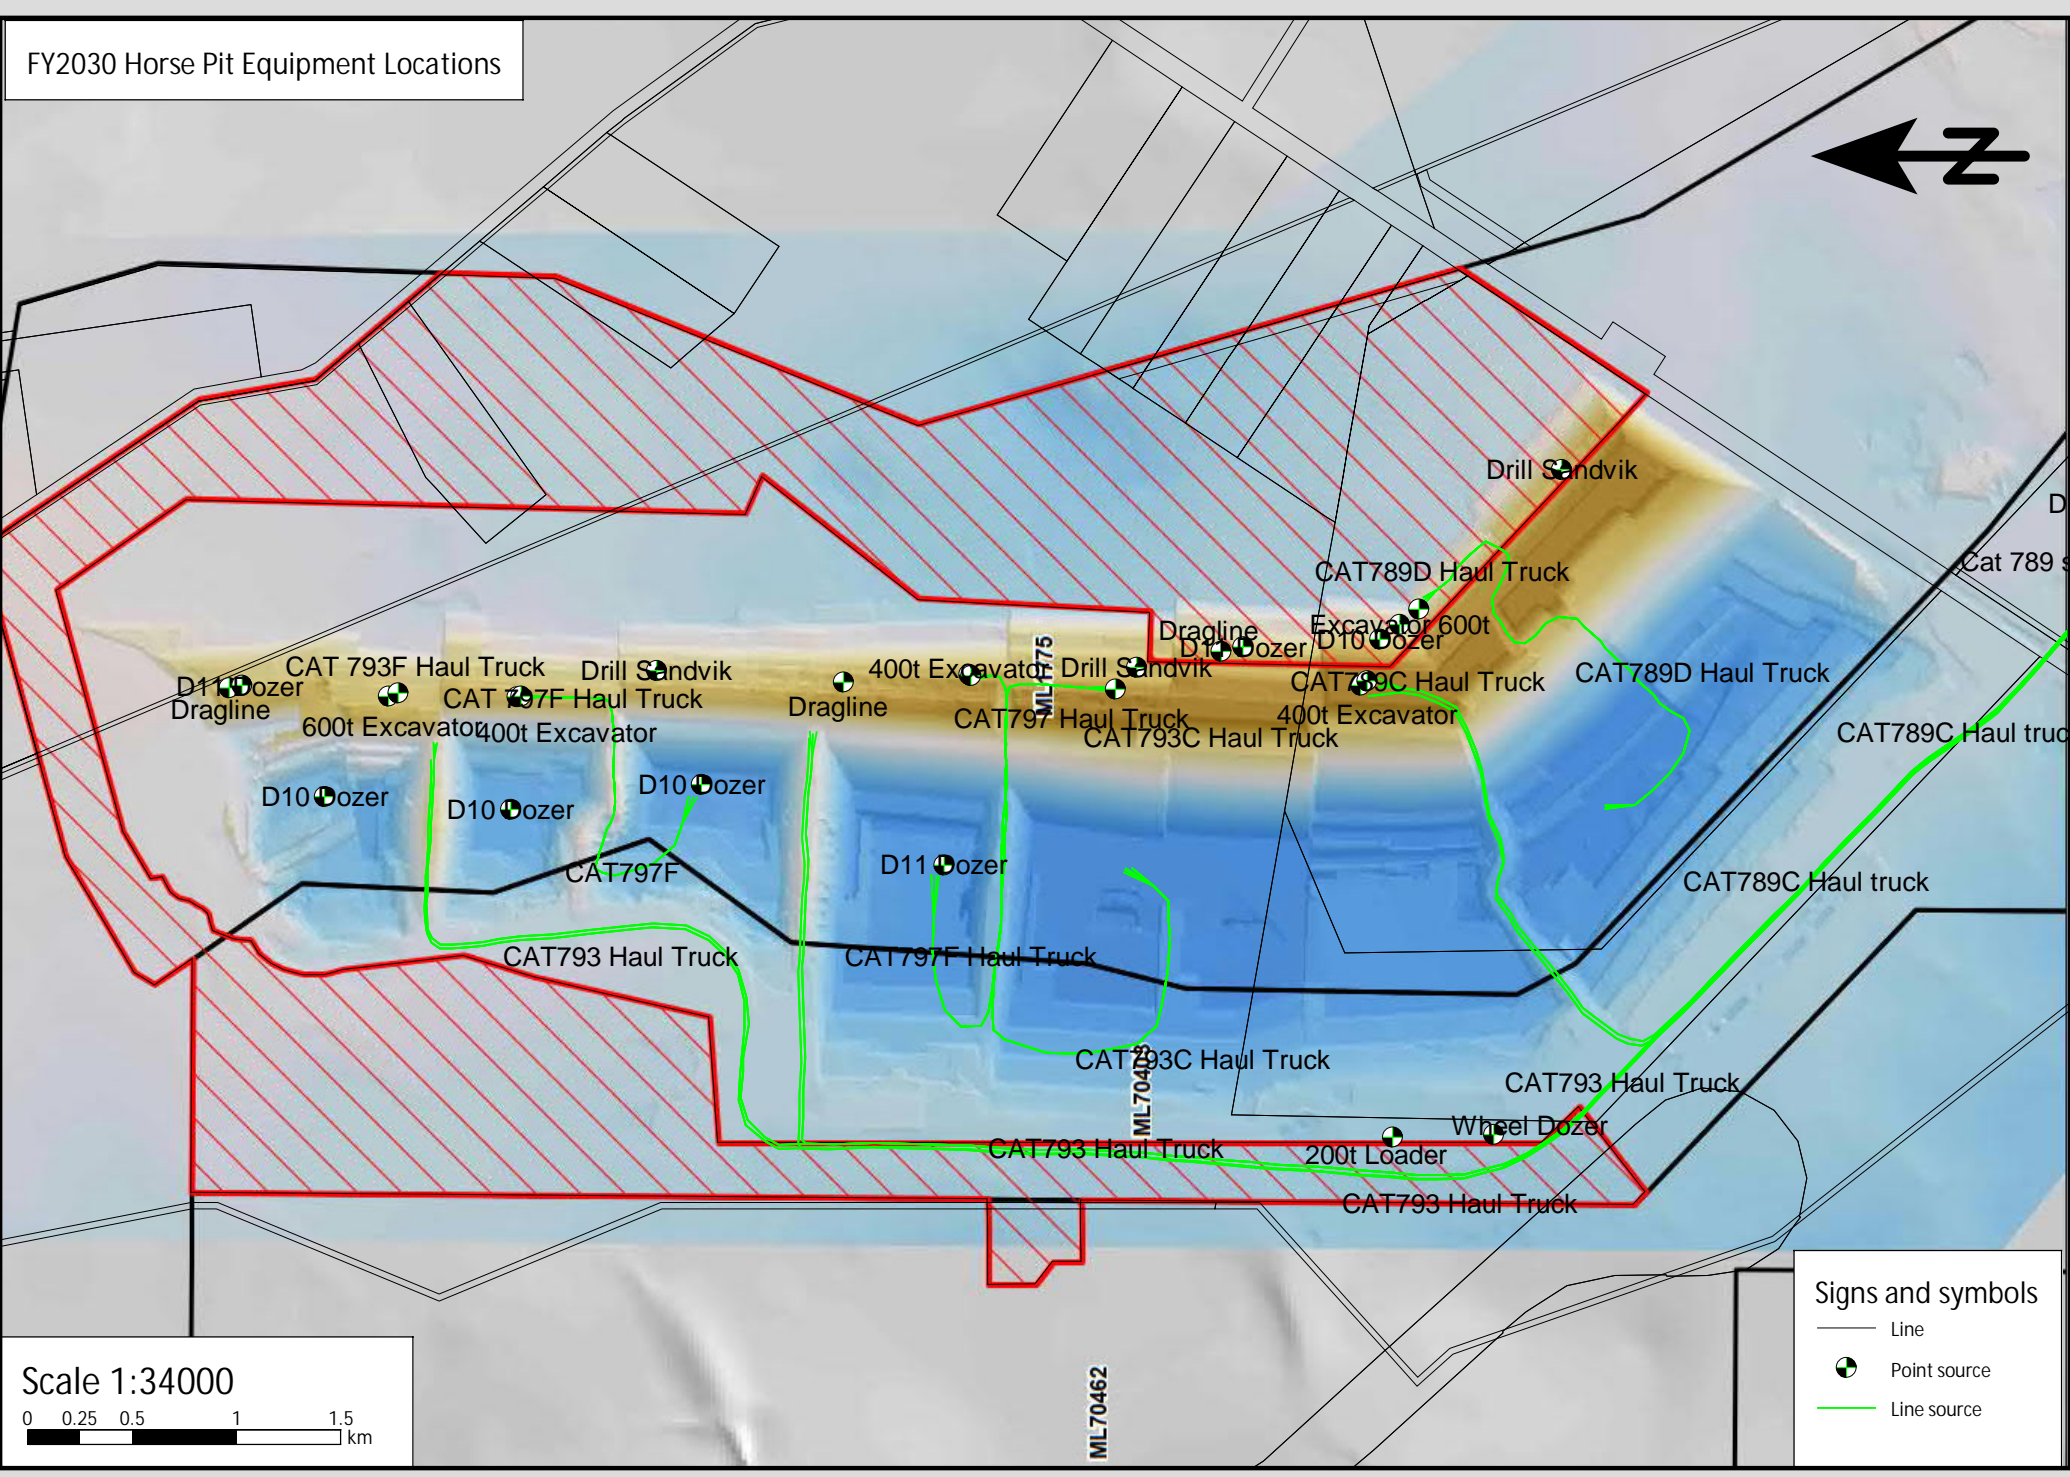 FY2030 Horse Pit Equipment Locations
Z
Drill Sandvik
D
Cat 789 s
CAT789D Haul Truck
Excavator 600t
Dragline
D10 Dozer
ML1775
CAT 793F Haul Truck
Drill Sandvik
400t Excavator
Drill Sandvik
CAT789D Haul Truck
D11 Dozer
CAT 797F Haul Truck
CAT789C Haul Truck
Dragline
Dragline
600t Excavator
400t Excavator
CAT797 Haul Truck
400t Excavator
CAT793C Haul Truck
CAT789C Haul truc
D10 Dozer
D10 Dozer
D10 Dozer
CAT797F
D11 Dozer
CAT789C Haul truck
CAT793 Haul Truck
CAT797F Haul Truck
CAT793C Haul Truck
CAT793 Haul Truck
Wheel Dozer
CAT793 Haul Truck
200t Loader
CAT793 Haul Truck
ML70462
Signs and symbols
Line
Point source
Line source
Scale 1:34000
0 0.25 0.5 1 1.5
km